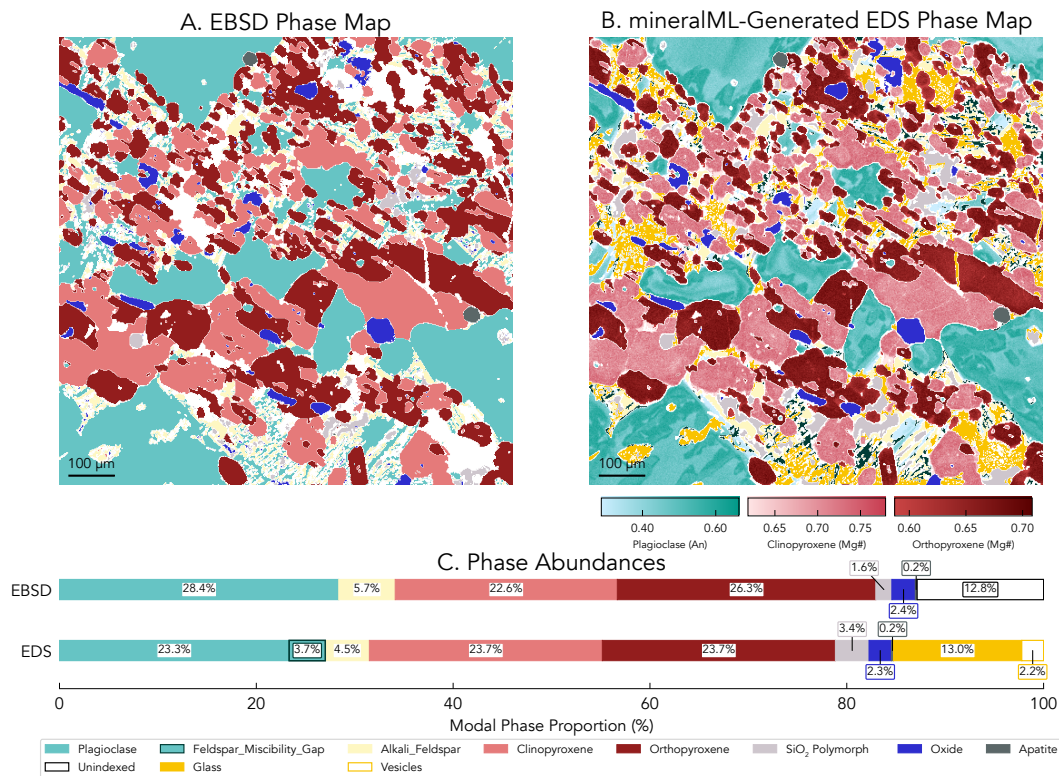 A. EBSD Phase Map
B. mineralML-Generated EDS Phase Map
100 µm
100 µm
0.40 0.60
Plagioclase (An)
0.65 0.70 0.75
Clinopyroxene (Mg#)
0.60 0.65 0.70
Orthopyroxene (Mg#)
C. Phase Abundances
EBSD
28.4% 5.7% 22.6% 26.3% 1.6% 2.4% 0.2% 12.8%
EDS
23.3% 3.7% 4.5% 23.7% 23.7% 3.4% 2.3% 0.2% 13.0% 2.2%
0 20 40 60 80 100
Modal Phase Proportion (%)
Plagioclase Feldspar_Miscibility_Gap Alkali_Feldspar Clinopyroxene Orthopyroxene SiO₂ Polymorph Oxide Apatite
Unindexed Glass Vesicles